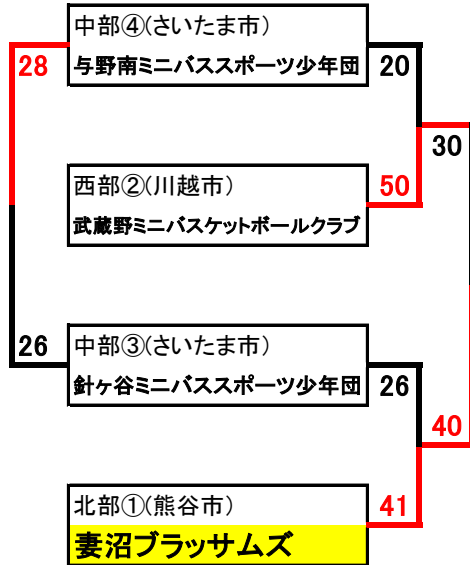 中部④(さいたま市)
28
与野南ミニバススポーツ少年団
20
30
西部②(川越市)
50
武蔵野ミニバスケットボールクラブ
26
中部③(さいたま市)
針ヶ谷ミニバススポーツ少年団
26
40
北部①(熊谷市)
41
妻沼ブラッサムズ